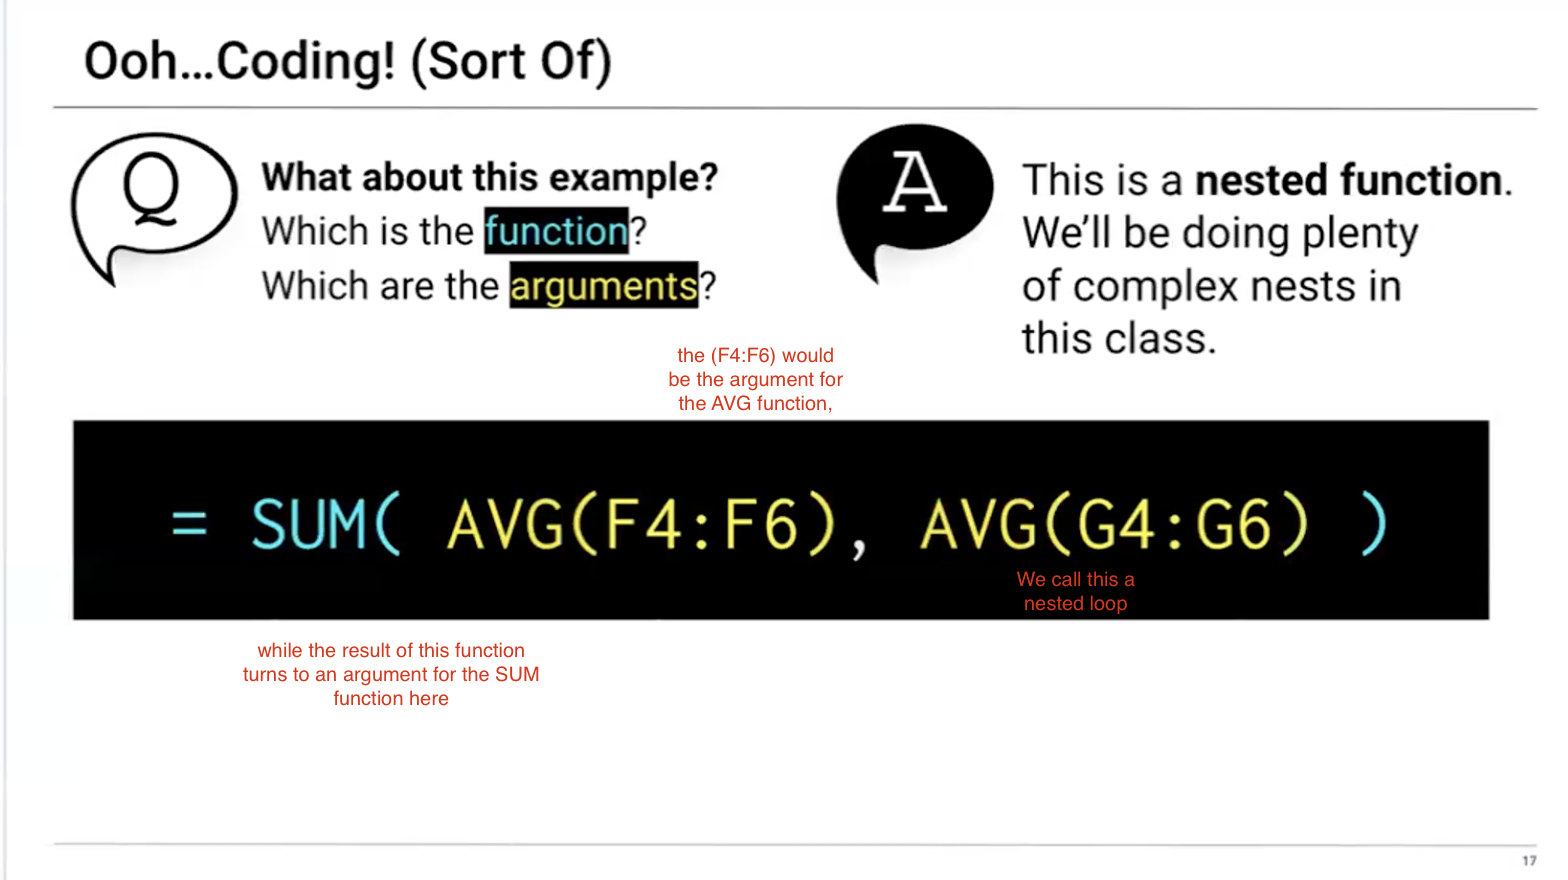 Ooh...Coding! (Sort Of)
Q
What about this example?
Which is the function?
Which are the arguments?
A
This is a nested function.
We'll be doing plenty
of complex nests in
this class.
the (F4:F6) would
be the argument for
the AVG function,
= SUM( AVG(F4:F6), AVG(G4:G6) )
We call this a
nested loop
while the result of this function
turns to an argument for the SUM
function here
17